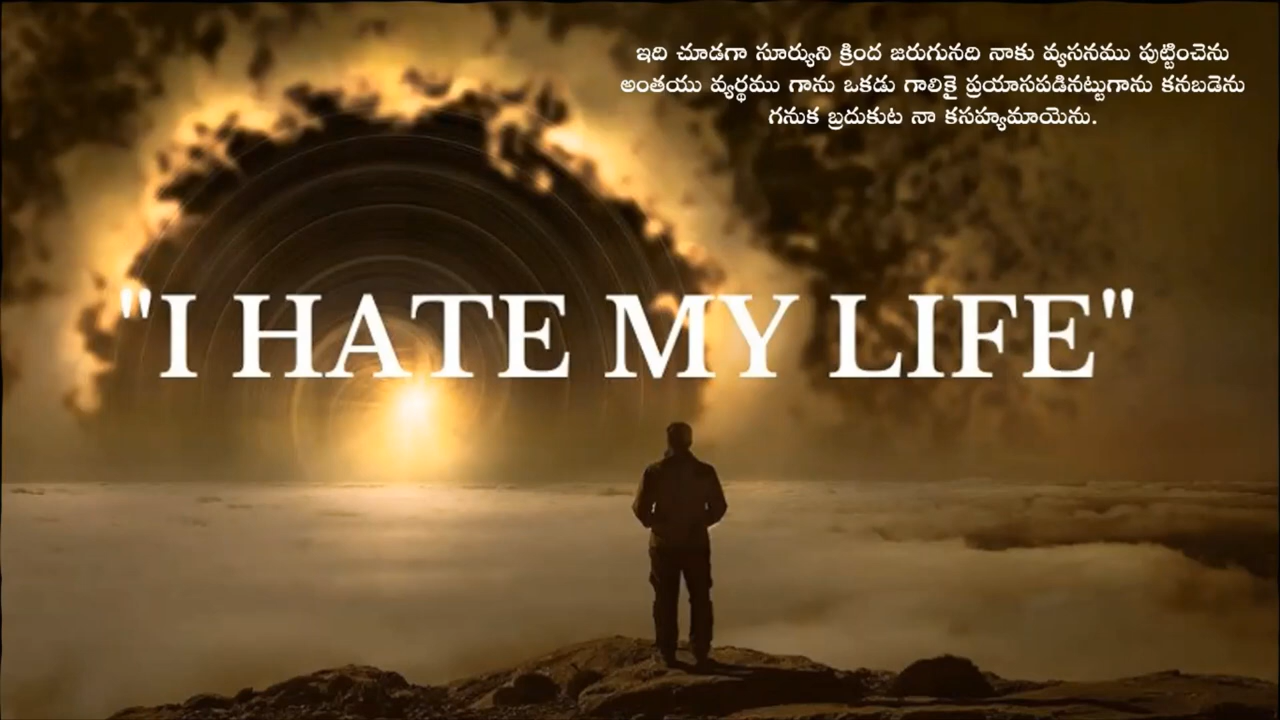 ఇది చూడగా సూర్యుని క్రింద జరుగునది నాకు వ్యసనము పుట్టించెను
అంతయు వ్యర్థము గాను ఒకడు గాలికై ప్రయాసపడినట్టుగాను కనబడెను
గనుక బ్రదుకుట నా కసహ్యమాయెను.
"I HATE MY LIFE"